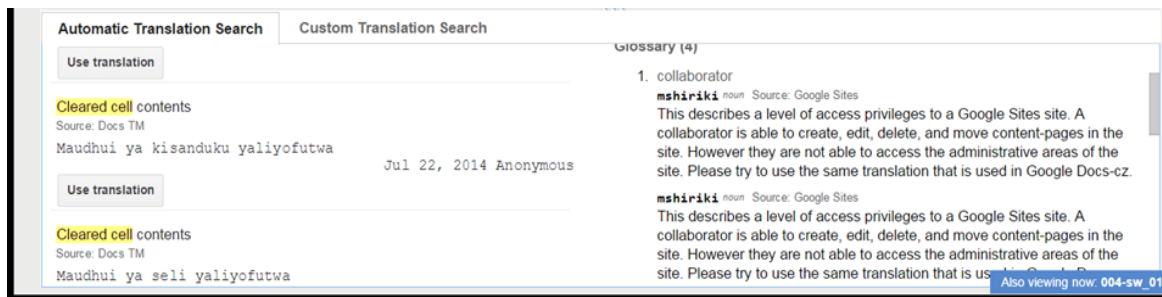 Automatic Translation Search
Custom Translation Search
Use translation
Cleared cell contents
Source: Docs TM
Maudhui ya kisanduku yaliyofutwa
Jul 22, 2014 Anonymous
Use translation
Cleared cell contents
Source: Docs TM
Maudhui ya seli yaliyofutwa
Glossary (4)
1. collaborator
mshiriki noun Source: Google Sites
This describes a level of access privileges to a Google Sites site. A
collaborator is able to create, edit, delete, and move content-pages in the
site. However they are not able to access the administrative areas of the
site. Please try to use the same translation that is used in Google Docs-cz.
mshiriki noun Source: Google Sites
This describes a level of access privileges to a Google Sites site. A
collaborator is able to create, edit, delete, and move content-pages in the
site. However they are not able to access the administrative areas of the
site. Please try to use the same translation that is
Also viewing now: 004-sw_01